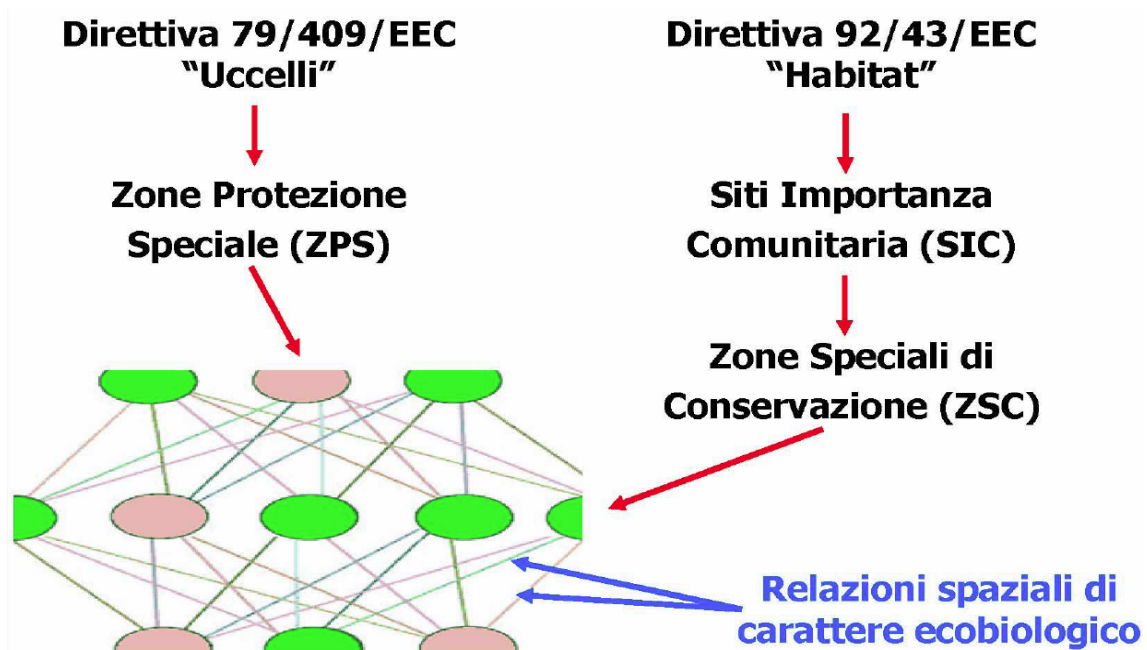 Direttiva 79/409/EEC
“Uccelli”
Zone Protezione
Speciale (ZPS)
Direttiva 92/43/EEC
“Habitat”
Siti Importanza
Comunitaria (SIC)
Zone Speciali di
Conservazione (ZSC)
Relazioni spaziali di
carattere ecobiologico